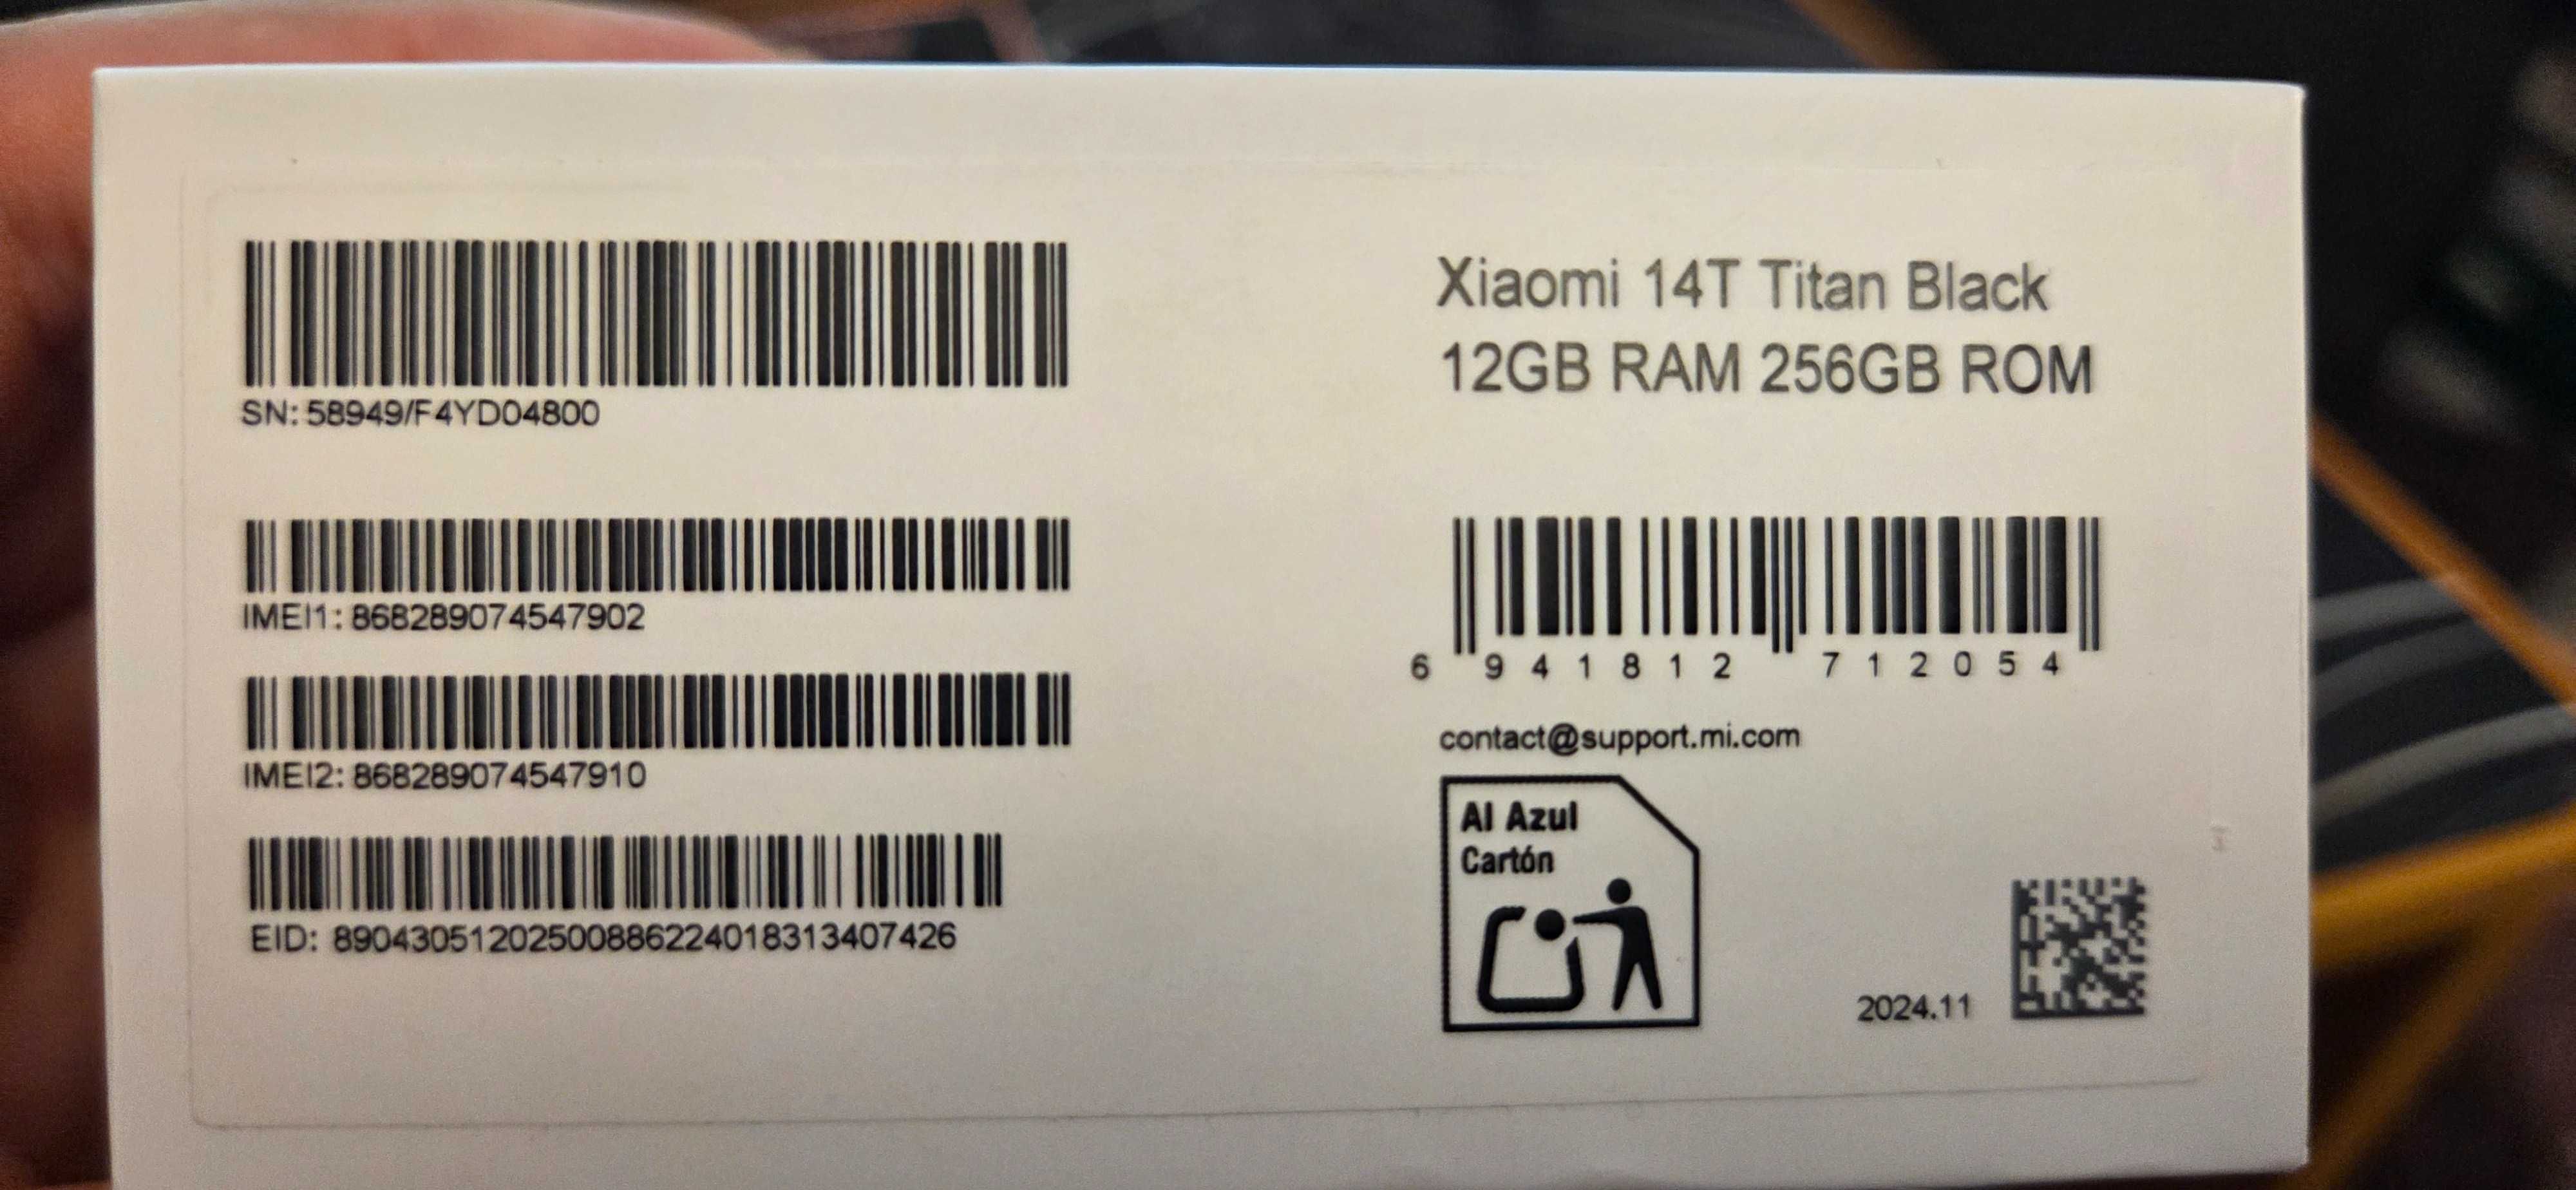 SN: 58949/F4YD04800
IMEI1: 868289074547902
IMEI2: 868289074547910
EID: 89043051202500886224018313407426
Xiaomi 14T Titan Black
12GB RAM 256GB ROM
6 941812 712054
contact@support.mi.com
Al Azul
Cartón
2024.11